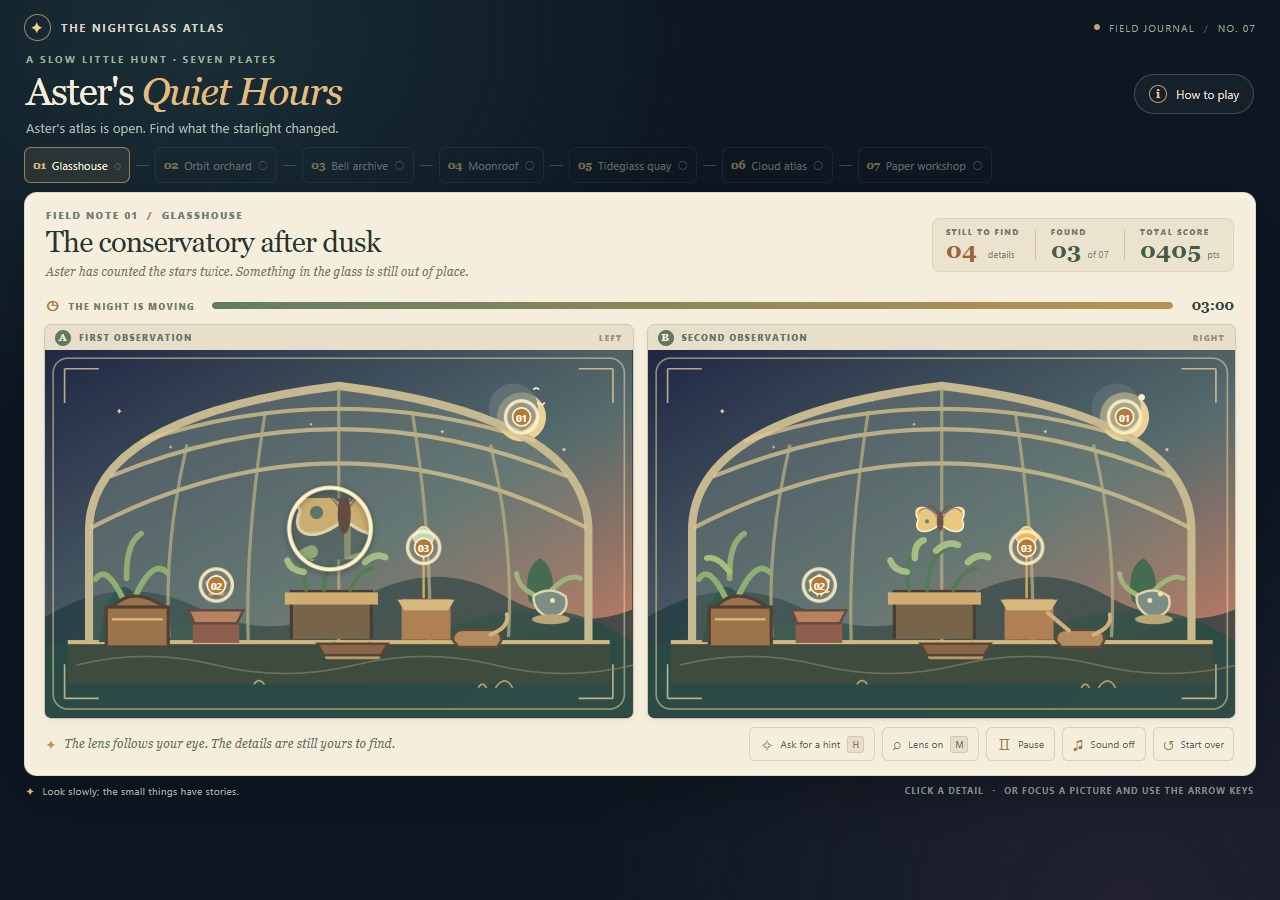 THE NIGHTGLASS ATLAS
FIELD JOURNAL / NO. 07
A SLOW LITTLE HUNT · SEVEN PLATES
Aster's Quiet Hours
How to play
Aster's atlas is open. Find what the starlight changed.
01 Glasshouse
02 Orbit orchard
03 Bell archive
04 Moonroof
05 Tideglass quay
06 Cloud atlas
07 Paper workshop
FIELD NOTE 01 / GLASSHOUSE
The conservatory after dusk
Aster has counted the stars twice. Something in the glass is still out of place.
STILL TO FIND
04 details
FOUND
03 of 07
TOTAL SCORE
0405 pts
THE NIGHT IS MOVING
03:00
A FIRST OBSERVATION LEFT
B SECOND OBSERVATION RIGHT
01
03
02
01
03
02
The lens follows your eye. The details are still yours to find.
Ask for a hint H
Lens on M
Pause
Sound off
Start over
Look slowly; the small things have stories.
CLICK A DETAIL · OR FOCUS A PICTURE AND USE THE ARROW KEYS